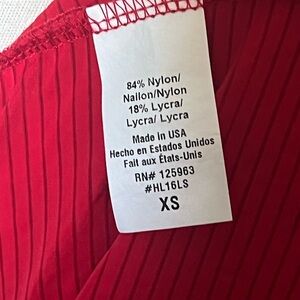 84% Nylon/
Nailon/Nylon
18% Lycra/
Lycra/ Lycra
Made in USA
Hecho en Estados Unidos
Fait aux États-Unis
RN# 125963
#HL16LS
XS